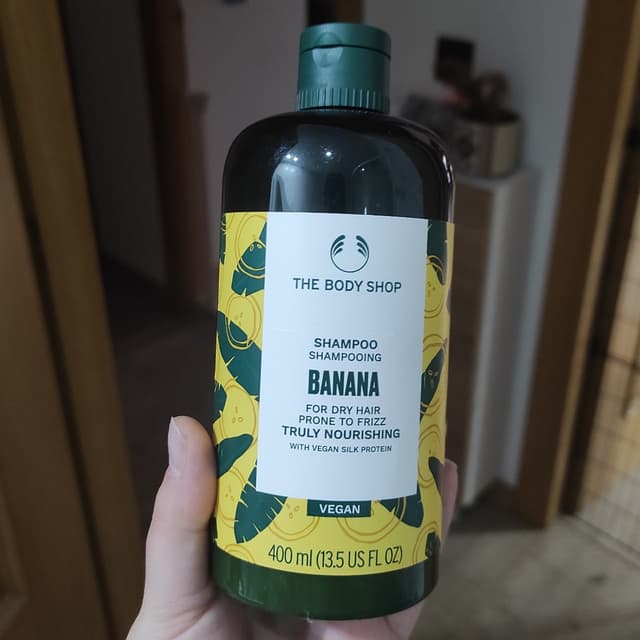 THE BODY SHOP
SHAMPOO
SHAMPOOING
BANANA
FOR DRY HAIR
PRONE TO FRIZZ
TRULY NOURISHING
WITH VEGAN SILK PROTEIN
VEGAN
400 ml (13.5 US FL OZ)